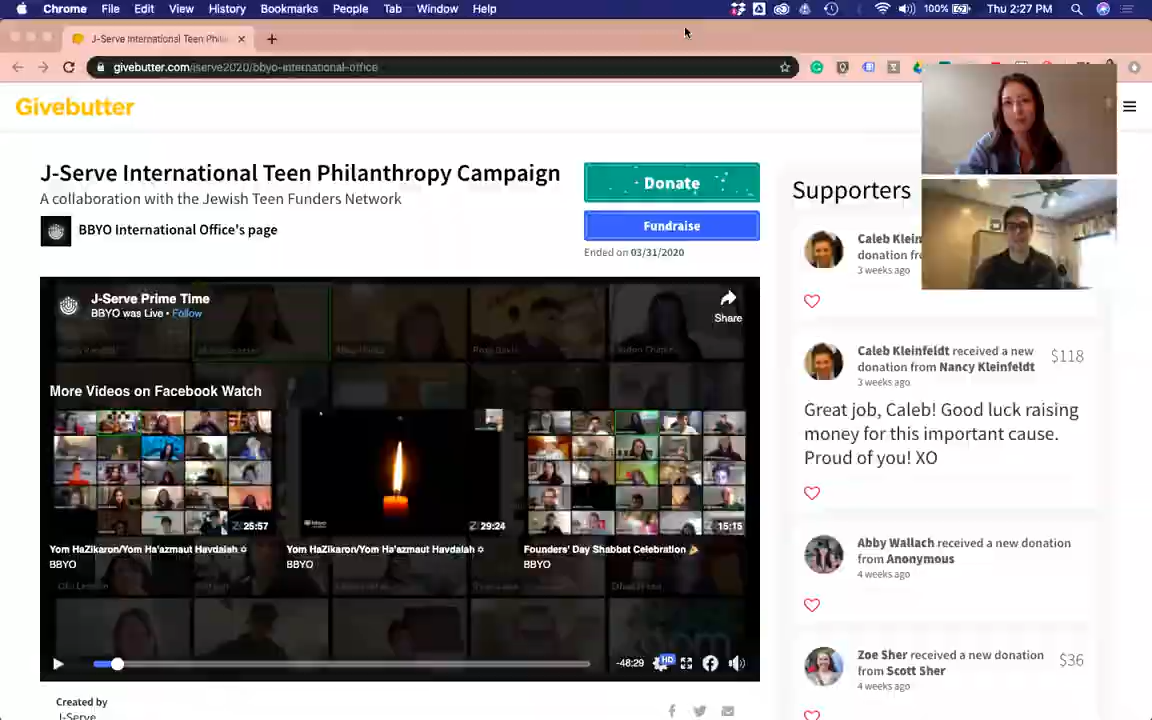 Chrome File Edit View History Bookmarks People Tab Window Help 100% Thu 2:27 PM
J-Serve International Teen Phila
givebutter.com/jserve2020/bbyo-international-office
Givebutter
J-Serve International Teen Philanthropy Campaign
A collaboration with the Jewish Teen Funders Network
BBYO International Office's page
Donate
Fundraise
Ended on 03/31/2020
J-Serve Prime Time
BBYO was Live · Follow
Share
More Videos on Facebook Watch
25:57
29:24
15:15
Yom HaZikaron/Yom Ha'azmaut Havdalah ✡
BBYO
Yom HaZikaron/Yom Ha'azmaut Havdalah ✡
BBYO
Founders' Day Shabbat Celebration 🎉
BBYO
-48:29
HD
Created by
J-Serve
Supporters
Caleb Klein
donation fr
3 weeks ago
Caleb Kleinfeldt received a new
donation from Nancy Kleinfeldt
$118
3 weeks ago
Great job, Caleb! Good luck raising
money for this important cause.
Proud of you! XO
Abby Wallach received a new donation
from Anonymous
4 weeks ago
Zoe Sher received a new donation
from Scott Sher
$36
4 weeks ago